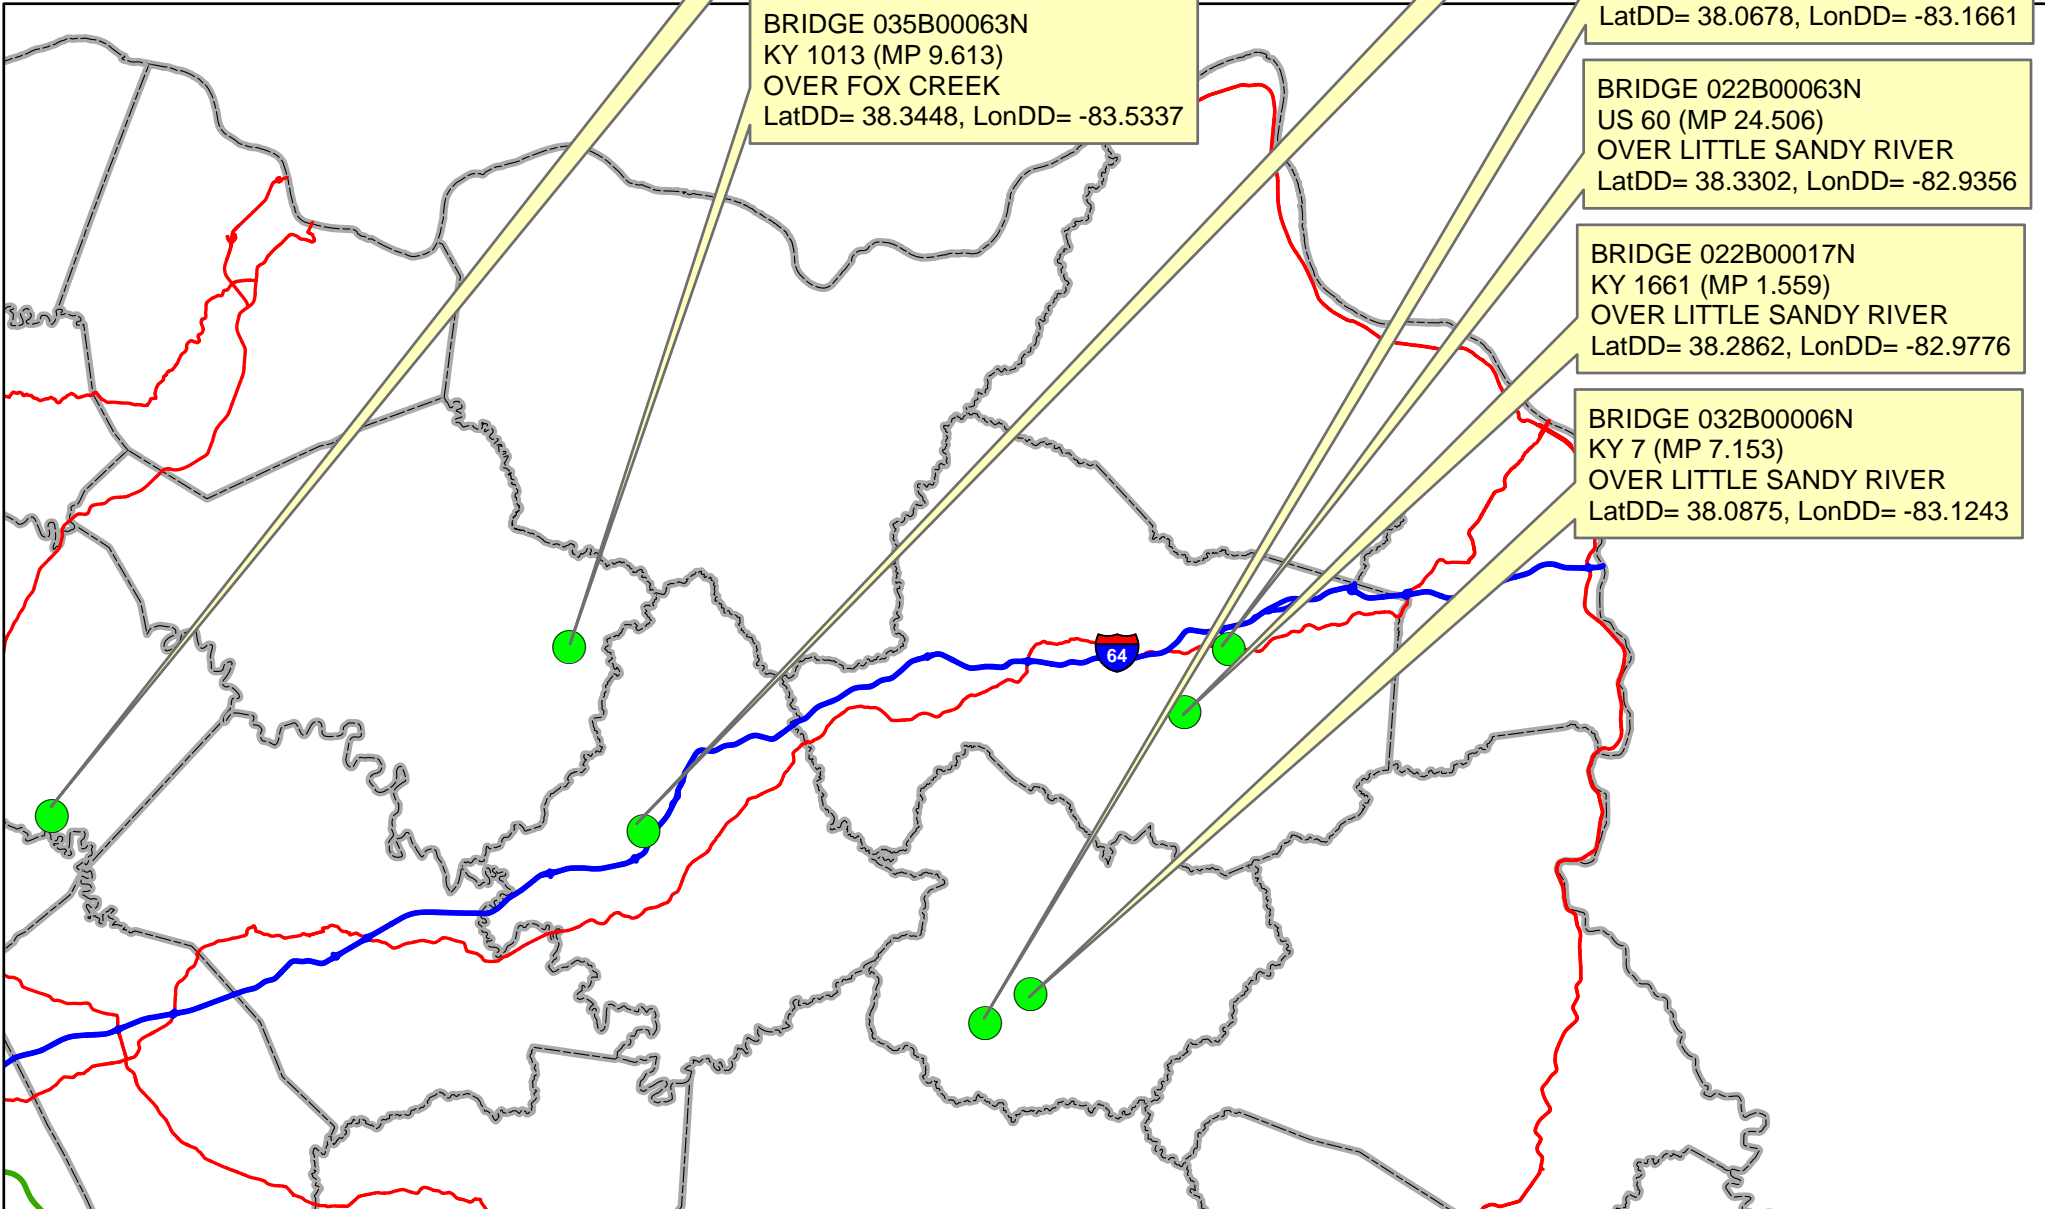 BRIDGE 035B00063N
KY 1013 (MP 9.613)
OVER FOX CREEK
LatDD= 38.3448, LonDD= -83.5337
LatDD= 38.0678, LonDD= -83.1661
BRIDGE 022B00063N
US 60 (MP 24.506)
OVER LITTLE SANDY RIVER
LatDD= 38.3302, LonDD= -82.9356
BRIDGE 022B00017N
KY 1661 (MP 1.559)
OVER LITTLE SANDY RIVER
LatDD= 38.2862, LonDD= -82.9776
BRIDGE 032B00006N
KY 7 (MP 7.153)
OVER LITTLE SANDY RIVER
LatDD= 38.0875, LonDD= -83.1243
64